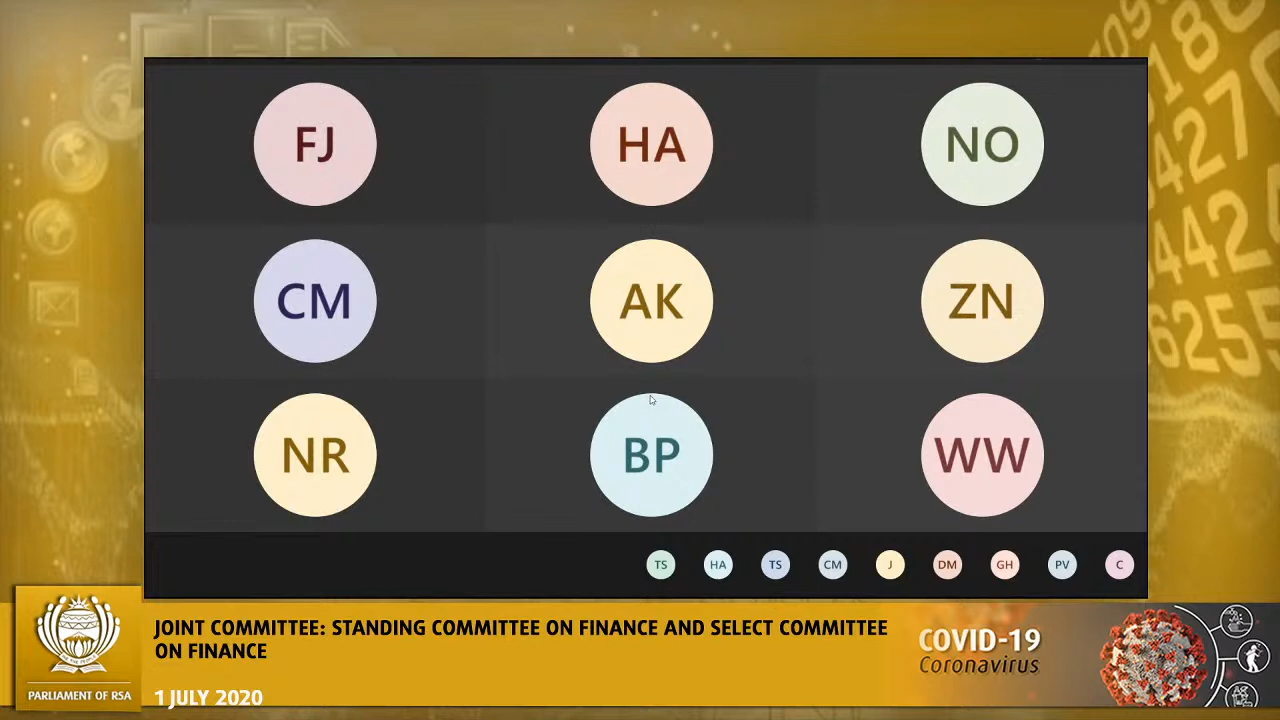 FJ
HA
NO
CM
AK
ZN
NR
BP
WW
TS
HA
TS
CM
J
DM
GH
PV
C
JOINT COMMITTEE: STANDING COMMITTEE ON FINANCE AND SELECT COMMITTEE
ON FINANCE
1 JULY 2020
PARLIAMENT OF RSA
COVID-19
Coronavirus